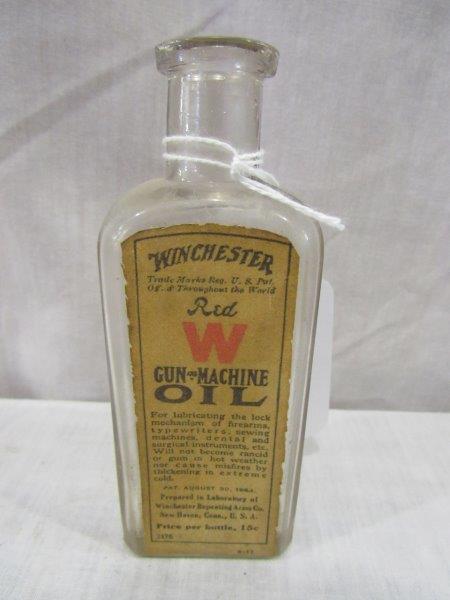 WINCHESTER
Trade Marks Reg. U. S. Pat.
Of. & Throughout the World
Red
W
GUN AND MACHINE
OIL
For lubricating the lock
mechanism of firearms,
typewriters, sewing
machines, dental and
surgical instruments, etc.
Will not become rancid
or gum in hot weather
nor cause misfires by
thickening in extreme
cold.
PAT. AUGUST 30,
Prepared in Laboratory of
Winchester Repeating Arms Co.
New Haven, Conn., U. S. A.
Price per bottle, 15c